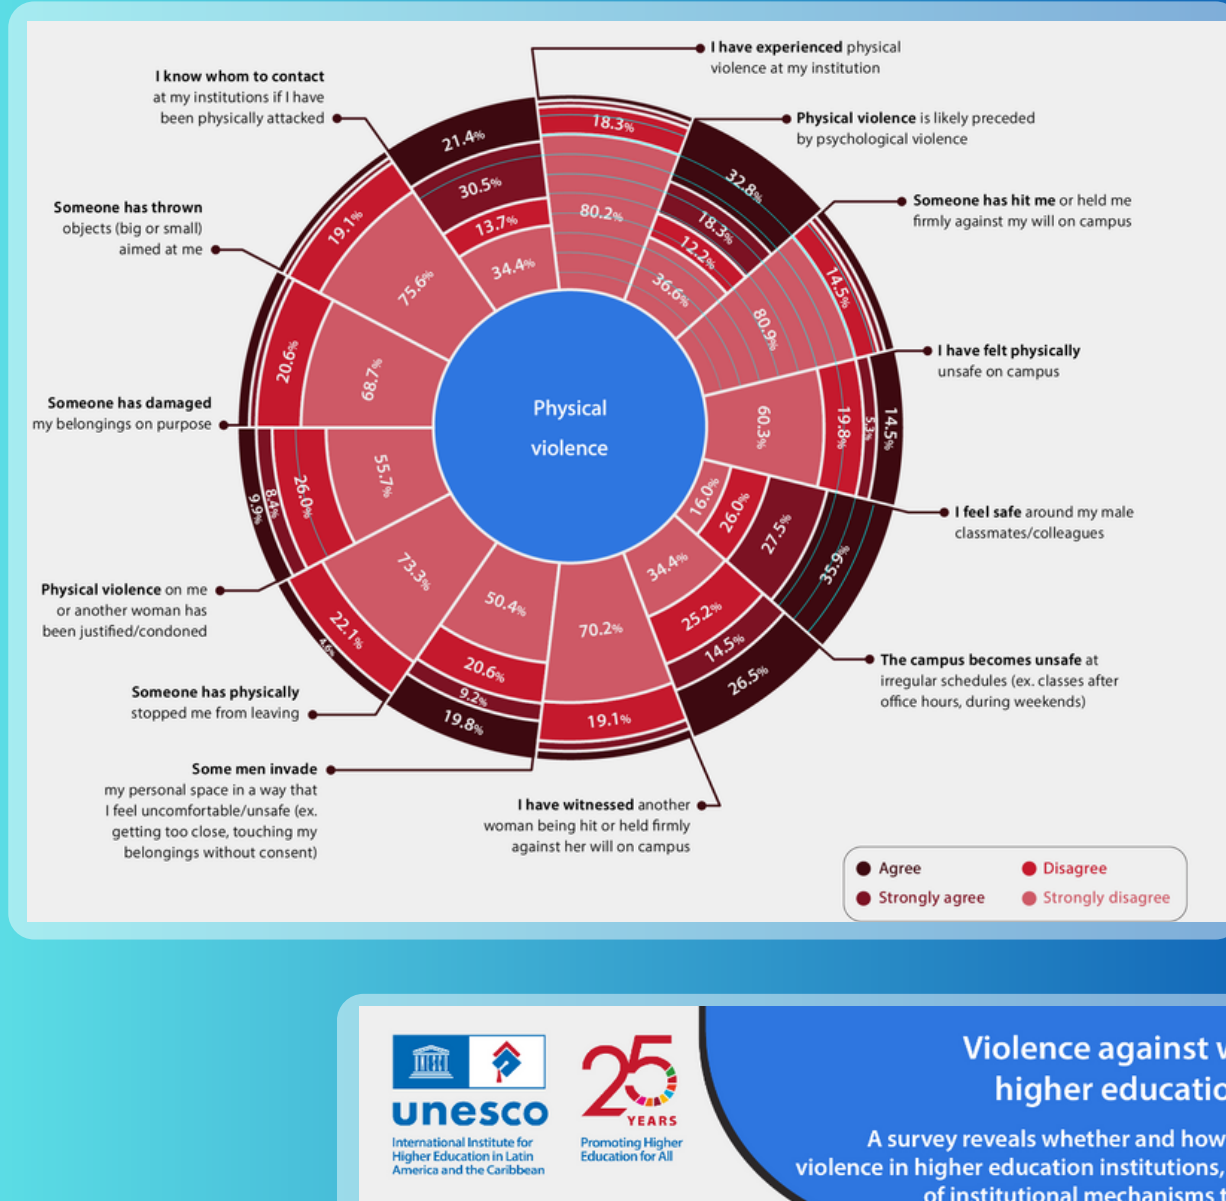 I have experienced physical
violence at my institution
I know whom to contact
at my institutions if I have
been physically attacked
Physical violence is likely preceded
by psychological violence
Someone has hit me or held me
firmly against my will on campus
Someone has thrown
objects (big or small)
aimed at me
I have felt physically
unsafe on campus
Someone has damaged
my belongings on purpose
I feel safe around my male
classmates/colleagues
Physical violence on me
or another woman has
been justified/condoned
The campus becomes unsafe at
irregular schedules (ex. classes after
office hours, during weekends)
Someone has physically
stopped me from leaving
Some men invade
my personal space in a way that
I feel uncomfortable/unsafe (ex.
getting too close, touching my
belongings without consent)
I have witnessed another
woman being hit or held firmly
against her will on campus
18.3%
80.2%
32.8%
18.3%
12.2%
36.6%
14.5%
80.9%
14.5%
5.3%
19.8%
60.3%
35.9%
27.5%
26.0%
16.0%
26.5%
14.5%
25.2%
34.4%
19.1%
70.2%
19.8%
9.2%
20.6%
50.4%
4.6%
22.1%
73.3%
9.9%
8.4%
26.0%
55.7%
20.6%
68.7%
19.1%
75.6%
21.4%
30.5%
13.7%
34.4%
Physical
violence
Agree
Disagree
Strongly agree
Strongly disagree
unesco
International Institute for
Higher Education in Latin
America and the Caribbean
25
YEARS
Promoting Higher
Education for All
Violence against w
higher educatio
A survey reveals whether and how
violence in higher education institutions,
of institutional mechanisms t